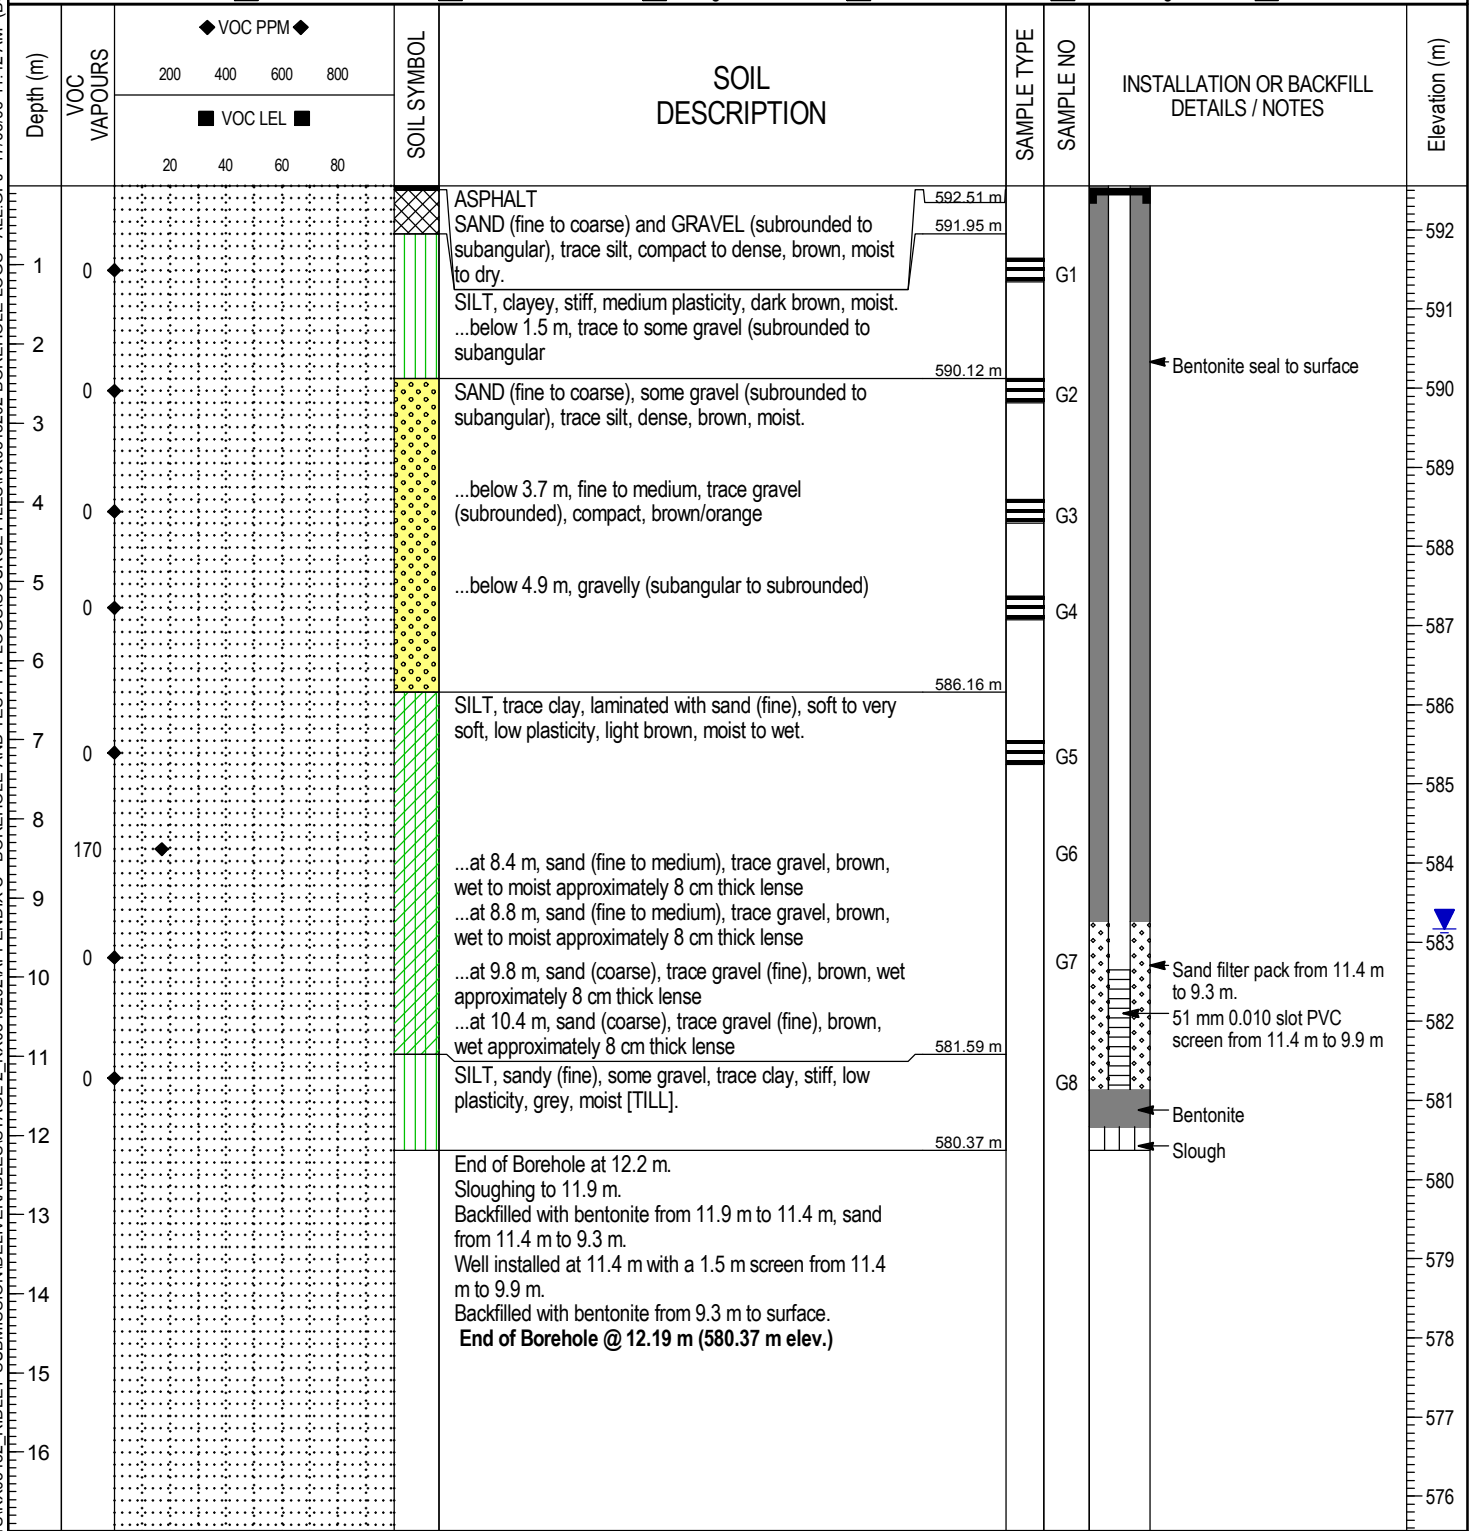 Depth (m)
VOC
VAPOURS
◆ VOC PPM ◆
200 400 600 800
■ VOC LEL ■
20 40 60 80
SOIL SYMBOL
SOIL
DESCRIPTION
SAMPLE TYPE
SAMPLE NO
INSTALLATION OR BACKFILL
DETAILS / NOTES
Elevation (m)
ASPHALT
592.51 m
SAND (fine to coarse) and GRAVEL (subrounded to
591.95 m
subangular), trace silt, compact to dense, brown, moist
to dry.
SILT, clayey, stiff, medium plasticity, dark brown, moist.
...below 1.5 m, trace to some gravel (subrounded to
subangular
590.12 m
SAND (fine to coarse), some gravel (subrounded to
subangular), trace silt, dense, brown, moist.
...below 3.7 m, fine to medium, trace gravel
(subrounded), compact, brown/orange
...below 4.9 m, gravelly (subangular to subrounded)
586.16 m
SILT, trace clay, laminated with sand (fine), soft to very
soft, low plasticity, light brown, moist to wet.
...at 8.4 m, sand (fine to medium), trace gravel, brown,
wet to moist approximately 8 cm thick lense
...at 8.8 m, sand (fine to medium), trace gravel, brown,
wet to moist approximately 8 cm thick lense
...at 9.8 m, sand (coarse), trace gravel (fine), brown, wet
approximately 8 cm thick lense
...at 10.4 m, sand (coarse), trace gravel (fine), brown,
wet approximately 8 cm thick lense
581.59 m
SILT, sandy (fine), some gravel, trace clay, stiff, low
plasticity, grey, moist [TILL].
580.37 m
End of Borehole at 12.2 m.
Sloughing to 11.9 m.
Backfilled with bentonite from 11.9 m to 11.4 m, sand
from 11.4 m to 9.3 m.
Well installed at 11.4 m with a 1.5 m screen from 11.4
m to 9.9 m.
Backfilled with bentonite from 9.3 m to surface.
End of Borehole @ 12.19 m (580.37 m elev.)
1
2
3
4
5
6
7
8
9
10
11
12
13
14
15
16
0
0
0
0
0
170
0
0
G1
G2
G3
G4
G5
G6
G7
G8
Bentonite seal to surface
Sand filter pack from 11.4 m
to 9.3 m.
51 mm 0.010 slot PVC
screen from 11.4 m to 9.9 m
Bentonite
Slough
592
591
590
589
588
587
586
585
584
583
582
581
580
579
578
577
576